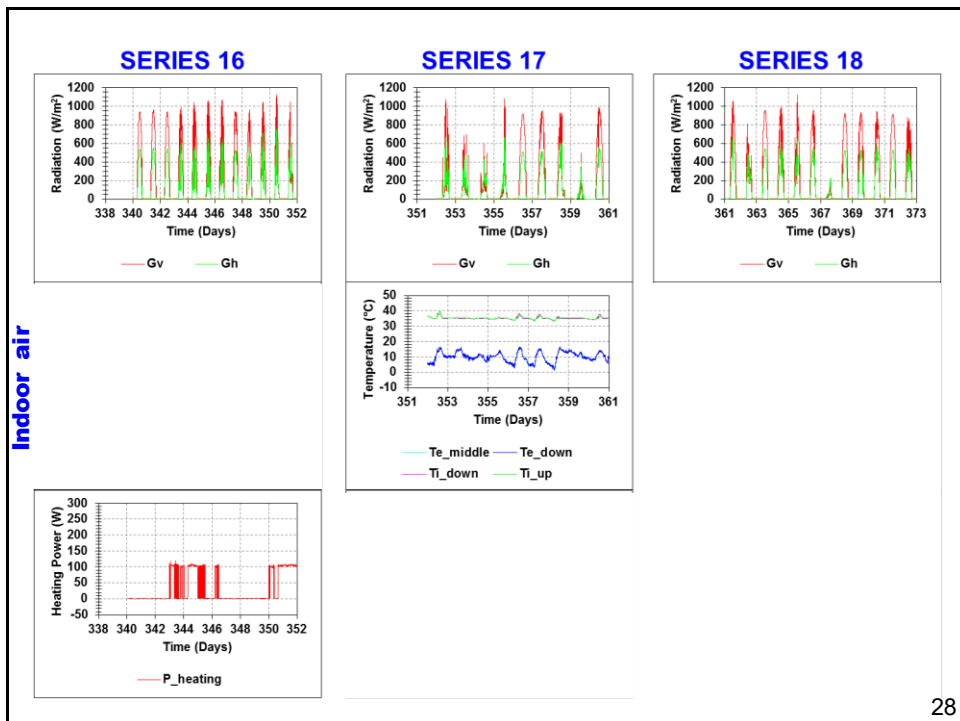 SERIES 16
SERIES 17
SERIES 18
Radiation (W/m²)
1200
1000
800
600
400
200
0
338 340 342 344 346 348 350 352
Time (Days)
Gv Gh
Radiation (W/m²)
1200
1000
800
600
400
200
0
351 353 355 357 359 361
Time (Days)
Gv Gh
Radiation (W/m²)
1200
1000
800
600
400
200
0
361 363 365 367 369 371 373
Time (Days)
Gv Gh
Indoor air
Temperature (°C)
50
40
30
20
10
0
-10
351 353 355 357 359 361
Time (Days)
Te_middle Te_down
Ti_down Ti_up
Heating Power (W)
300
250
200
150
100
50
0
-50
338 340 342 344 346 348 350 352
Time (Days)
P_heating
28